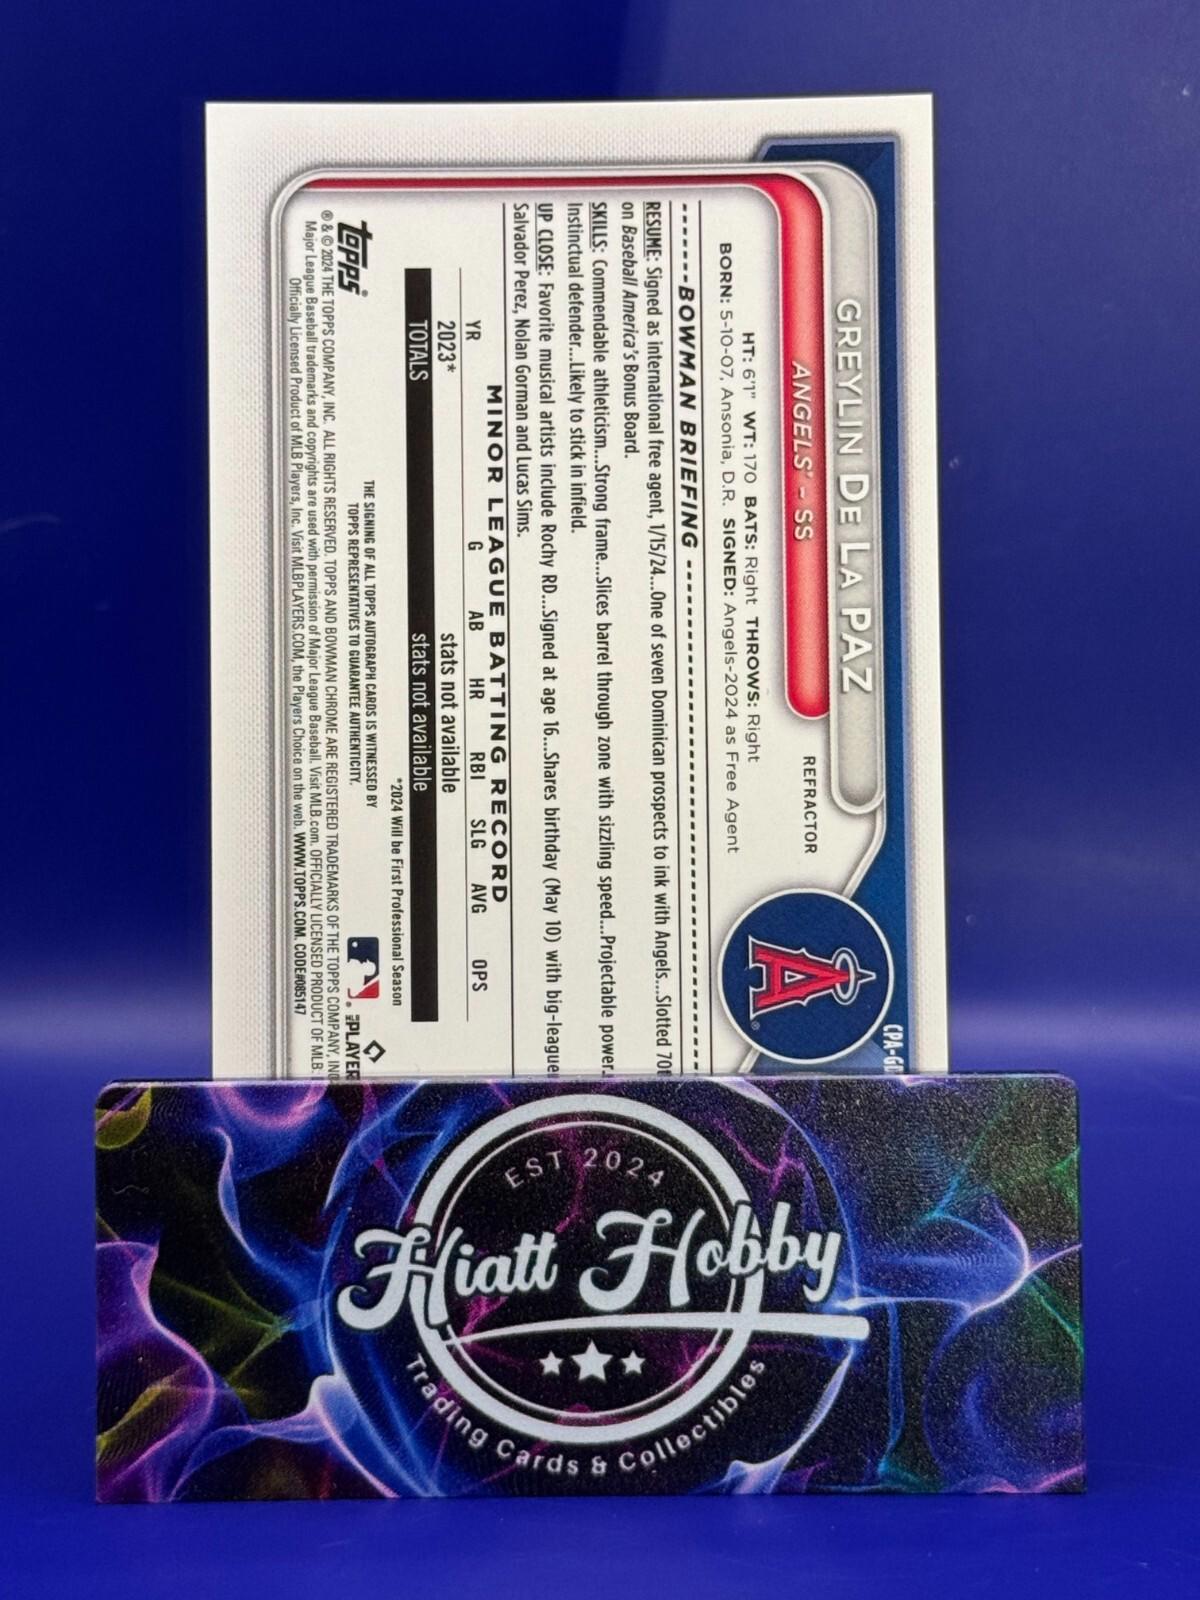 CPA-G
GREYLIN DE LA PAZ
REFRACTOR
ANGELS® - SS
HT: 6'1" WT: 170 BATS: Right THROWS: Right
BORN: 5-10-07, Ansonia, D.R. SIGNED: Angels-2024 as Free Agent
BOWMAN BRIEFING
RESUME: Signed as international free agent, 1/15/24...One of seven Dominican prospects to ink with Angels...Slotted 70t
on Baseball America's Bonus Board.
SKILLS: Commendable athleticism...Strong frame...Slices barrel through zone with sizzling speed...Projectable power..
Instinctual defender...Likely to stick in infield.
UP CLOSE: Favorite musical artists include Rochy RD...Signed at age 16...Shares birthday (May 10) with big-league
Salvador Perez, Nolan Gorman and Lucas Sims.
MINOR LEAGUE BATTING RECORD
YR G AB HR RBI SLG AVG OPS
2023* stats not available
TOTALS stats not available
*2024 Will be First Professional Season
THE SIGNING OF ALL TOPPS AUTOGRAPH CARDS IS WITNESSED BY
TOPPS REPRESENTATIVES TO GUARANTEE AUTHENTICITY.
topps®
PLAYER
® & © 2024 THE TOPPS COMPANY, INC. ALL RIGHTS RESERVED. TOPPS AND BOWMAN CHROME ARE REGISTERED TRADEMARKS OF THE TOPPS COMPANY, INC
Major League Baseball trademarks and copyrights are used with permission of Major League Baseball. Visit MLB.com. OFFICIALLY LICENSED PRODUCT OF MLB
Officially Licensed Product of MLB Players, Inc. Visit MLBPLAYERS.COM, the Players Choice on the web. WWW.TOPPS.COM. CODE#085147
EST 2024
Hiatt Hobby
Trading Cards & Collectibles